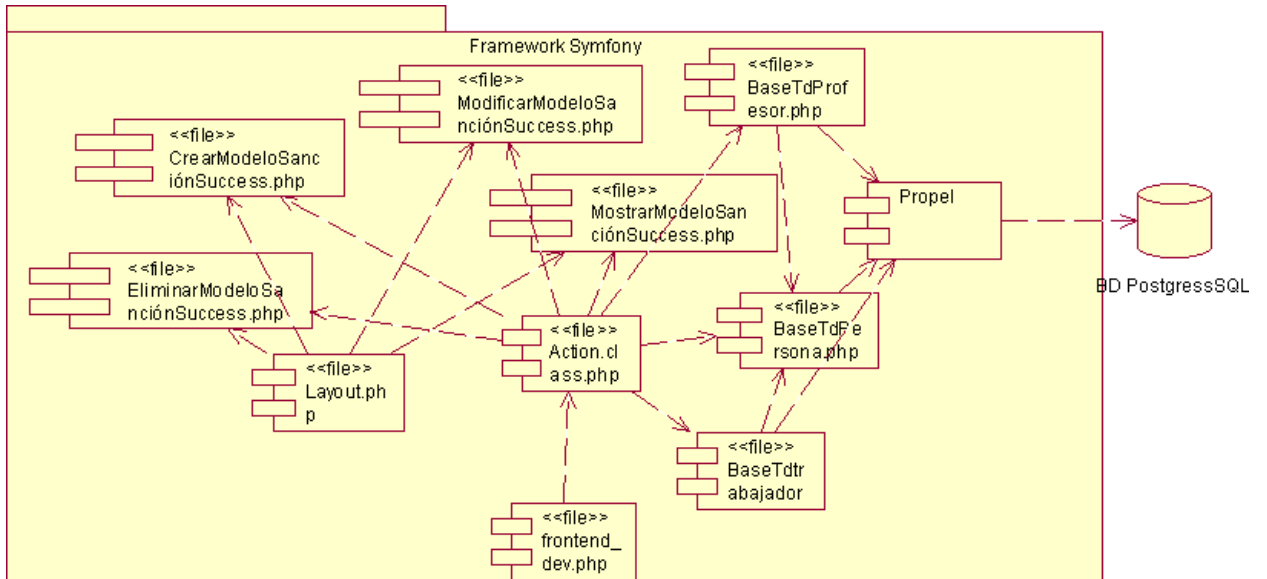 Framework Symfony
<<file>>
ModificarModeloSa
nciónSuccess.php
<<file>>
BaseTdProf
esor.php
<<file>>
CrearModeloSanc
iónSuccess.php
<<file>>
MostrarModeloSan
ciónSuccess.php
Propel
<<file>>
EliminarModeloSa
nciónSuccess.php
BD PostgressSQL
<<file>>
Action.cl
ass.php
<<file>>
BaseTdPe
rsona.php
<<file>>
Layout.ph
p
<<file>>
BaseTdtr
abajador
<<file>>
frontend_
dev.php